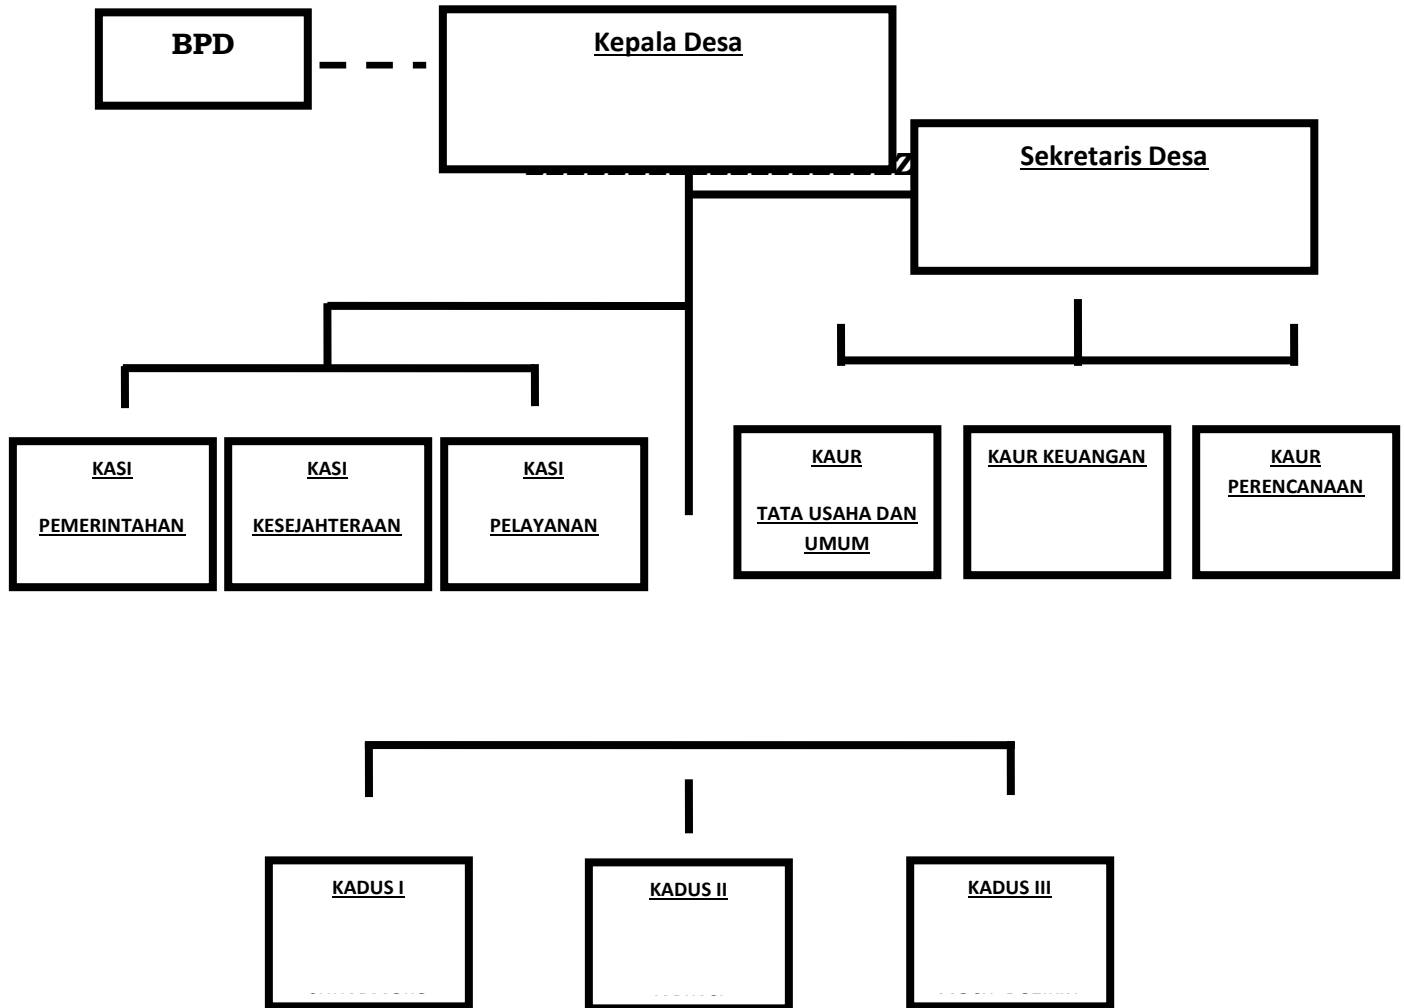 BPD
Kepala Desa
Sekretaris Desa
KASI
PEMERINTAHAN
KASI
KESEJAHTERAAN
KASI
PELAYANAN
KAUR
TATA USAHA DAN
UMUM
KAUR KEUANGAN
KAUR
PERENCANAAN
KADUS I
KADUS II
KADUS III